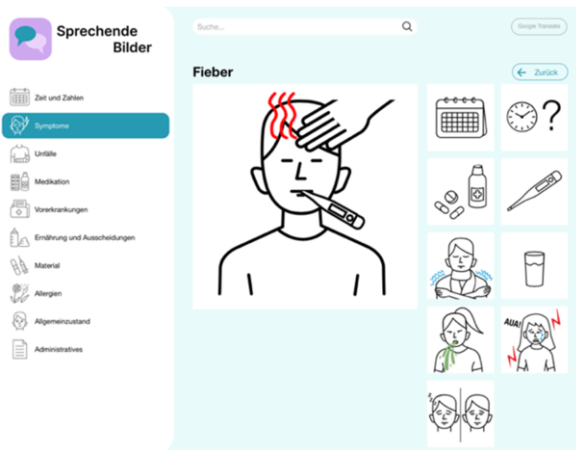 Sprechende
Bilder
Suche...
Google Translate
Fieber
Zurück
Zeit und Zahlen
Symptome
Unfälle
Medikation
Vorerkrankungen
Ernährung und Ausscheidungen
Material
Allergien
Allgemeinzustand
Administratives
?
AUA!